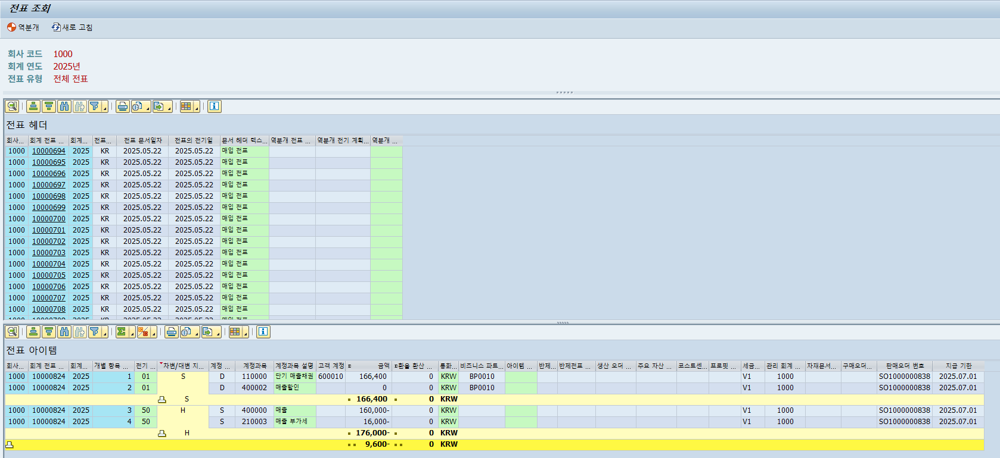 전표 조회
역분개 새로 고침
회사 코드 1000
회계 연도 2025년
전표 유형 전체 전표
전표 헤더
회사... 회계 전표 ... 회계... 전표... 전표 문서일자 전표의 전기일 문서 헤더 텍스... 역분개 전표 ... 역분개 전기 계획... 역분개 ...
1000 10000694 2025 KR 2025.05.22 2025.05.22 매입 전표
1000 10000695 2025 KR 2025.05.22 2025.05.22 매입 전표
1000 10000696 2025 KR 2025.05.22 2025.05.22 매입 전표
1000 10000697 2025 KR 2025.05.22 2025.05.22 매입 전표
1000 10000698 2025 KR 2025.05.22 2025.05.22 매입 전표
1000 10000699 2025 KR 2025.05.22 2025.05.22 매입 전표
1000 10000700 2025 KR 2025.05.22 2025.05.22 매입 전표
1000 10000701 2025 KR 2025.05.22 2025.05.22 매입 전표
1000 10000702 2025 KR 2025.05.22 2025.05.22 매입 전표
1000 10000703 2025 KR 2025.05.22 2025.05.22 매입 전표
1000 10000704 2025 KR 2025.05.22 2025.05.22 매입 전표
1000 10000705 2025 KR 2025.05.22 2025.05.22 매입 전표
1000 10000706 2025 KR 2025.05.22 2025.05.22 매입 전표
1000 10000707 2025 KR 2025.05.22 2025.05.22 매입 전표
1000 10000708 2025 KR 2025.05.22 2025.05.22 매입 전표
전표 아이템
회사... 회계 전표 ... 회계... 개별 항목 ... 전기 ... 차변/대변 지... 계정 ... 계정과목 계정과목 설명 고객 계정 금액 환율 환산 ... 통화... 비즈니스 파트... 아이템 ... 반제... 반제전표 ... 생산 오더 ... 주요 자산 ... 코스트센... 프로핏 ... 세금... 관리 회계 ... 자재문서... 구매오더... 판매오더 번호 지급 기한
1000 10000824 2025 1 01 S D 110000 단기 매출채권 600010 166,400 0 KRW BP0010 V1 1000 SO1000000838 2025.07.01
1000 10000824 2025 2 01 D 400002 매출할인 0 0 KRW BP0010 V1 1000 SO1000000838 2025.07.01
S 166,400 0 KRW
1000 10000824 2025 3 50 H S 400000 매출 160,000- 0 KRW V1 1000 SO1000000838 2025.07.01
1000 10000824 2025 4 50 S 210003 매출 부가세 16,000- 0 KRW V1 1000 SO1000000838 2025.07.01
H 176,000- 0 KRW
9,600- 0 KRW